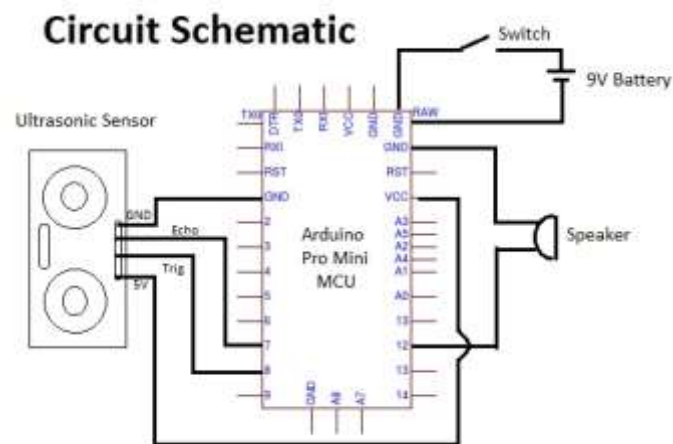 Circuit Schematic
Switch
9V Battery
Ultrasonic Sensor
TX0
DTR
TX0
RXI
VCC
GND
GND
RAW
RXI
GND
RST
RST
GND
VCC
GND
Echo
Trig
5V
2
3
4
5
6
7
8
9
Arduino
Pro Mini
MCU
A3
A5
A2
A4
A1
A0
13
12
13
14
Speaker
GND
A6
A7